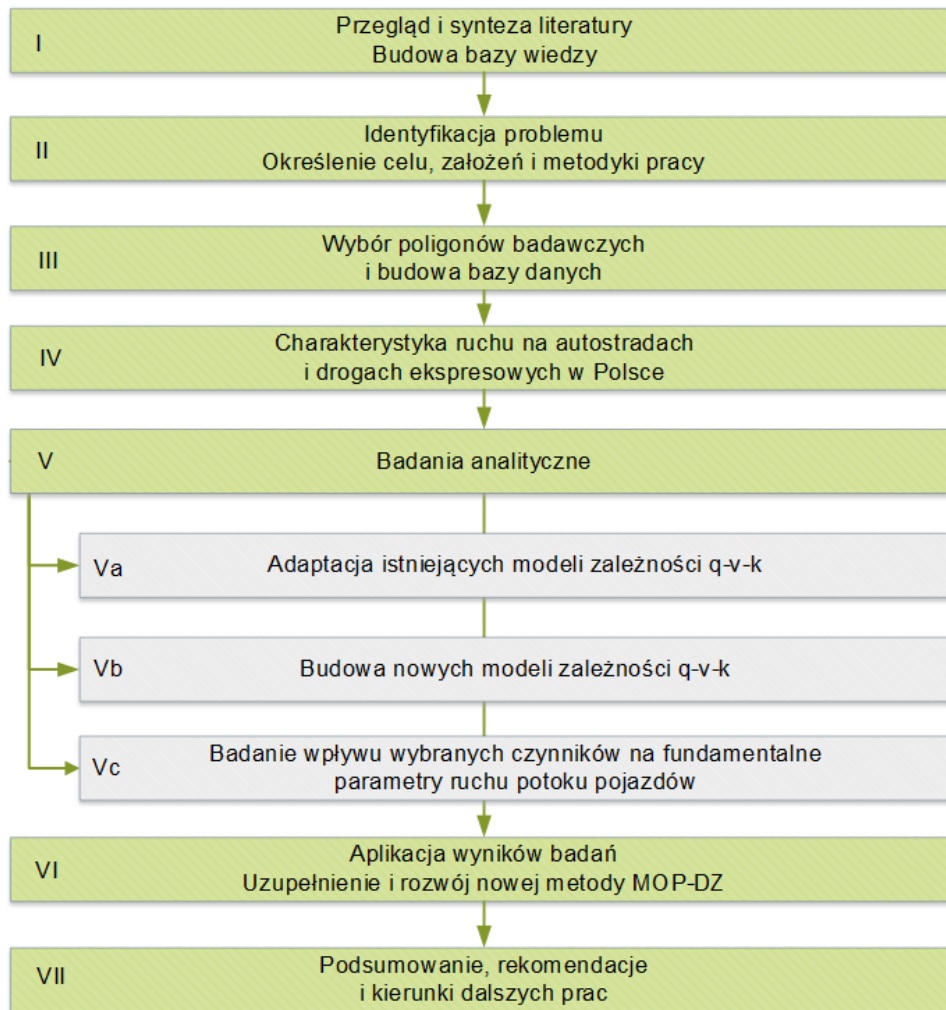 I
Przegląd i synteza literatury
Budowa bazy wiedzy
II
Identyfikacja problemu
Określenie celu, założeń i metodyki pracy
III
Wybór poligonów badawczych
i budowa bazy danych
IV
Charakterystyka ruchu na autostradach
i drogach ekspresowych w Polsce
V
Badania analityczne
Va
Adaptacja istniejących modeli zależności q-v-k
Vb
Budowa nowych modeli zależności q-v-k
Vc
Badanie wpływu wybranych czynników na fundamentalne
parametry ruchu potoku pojazdów
VI
Aplikacja wyników badań
Uzupełnienie i rozwój nowej metody MOP-DZ
VII
Podsumowanie, rekomendacje
i kierunki dalszych prac